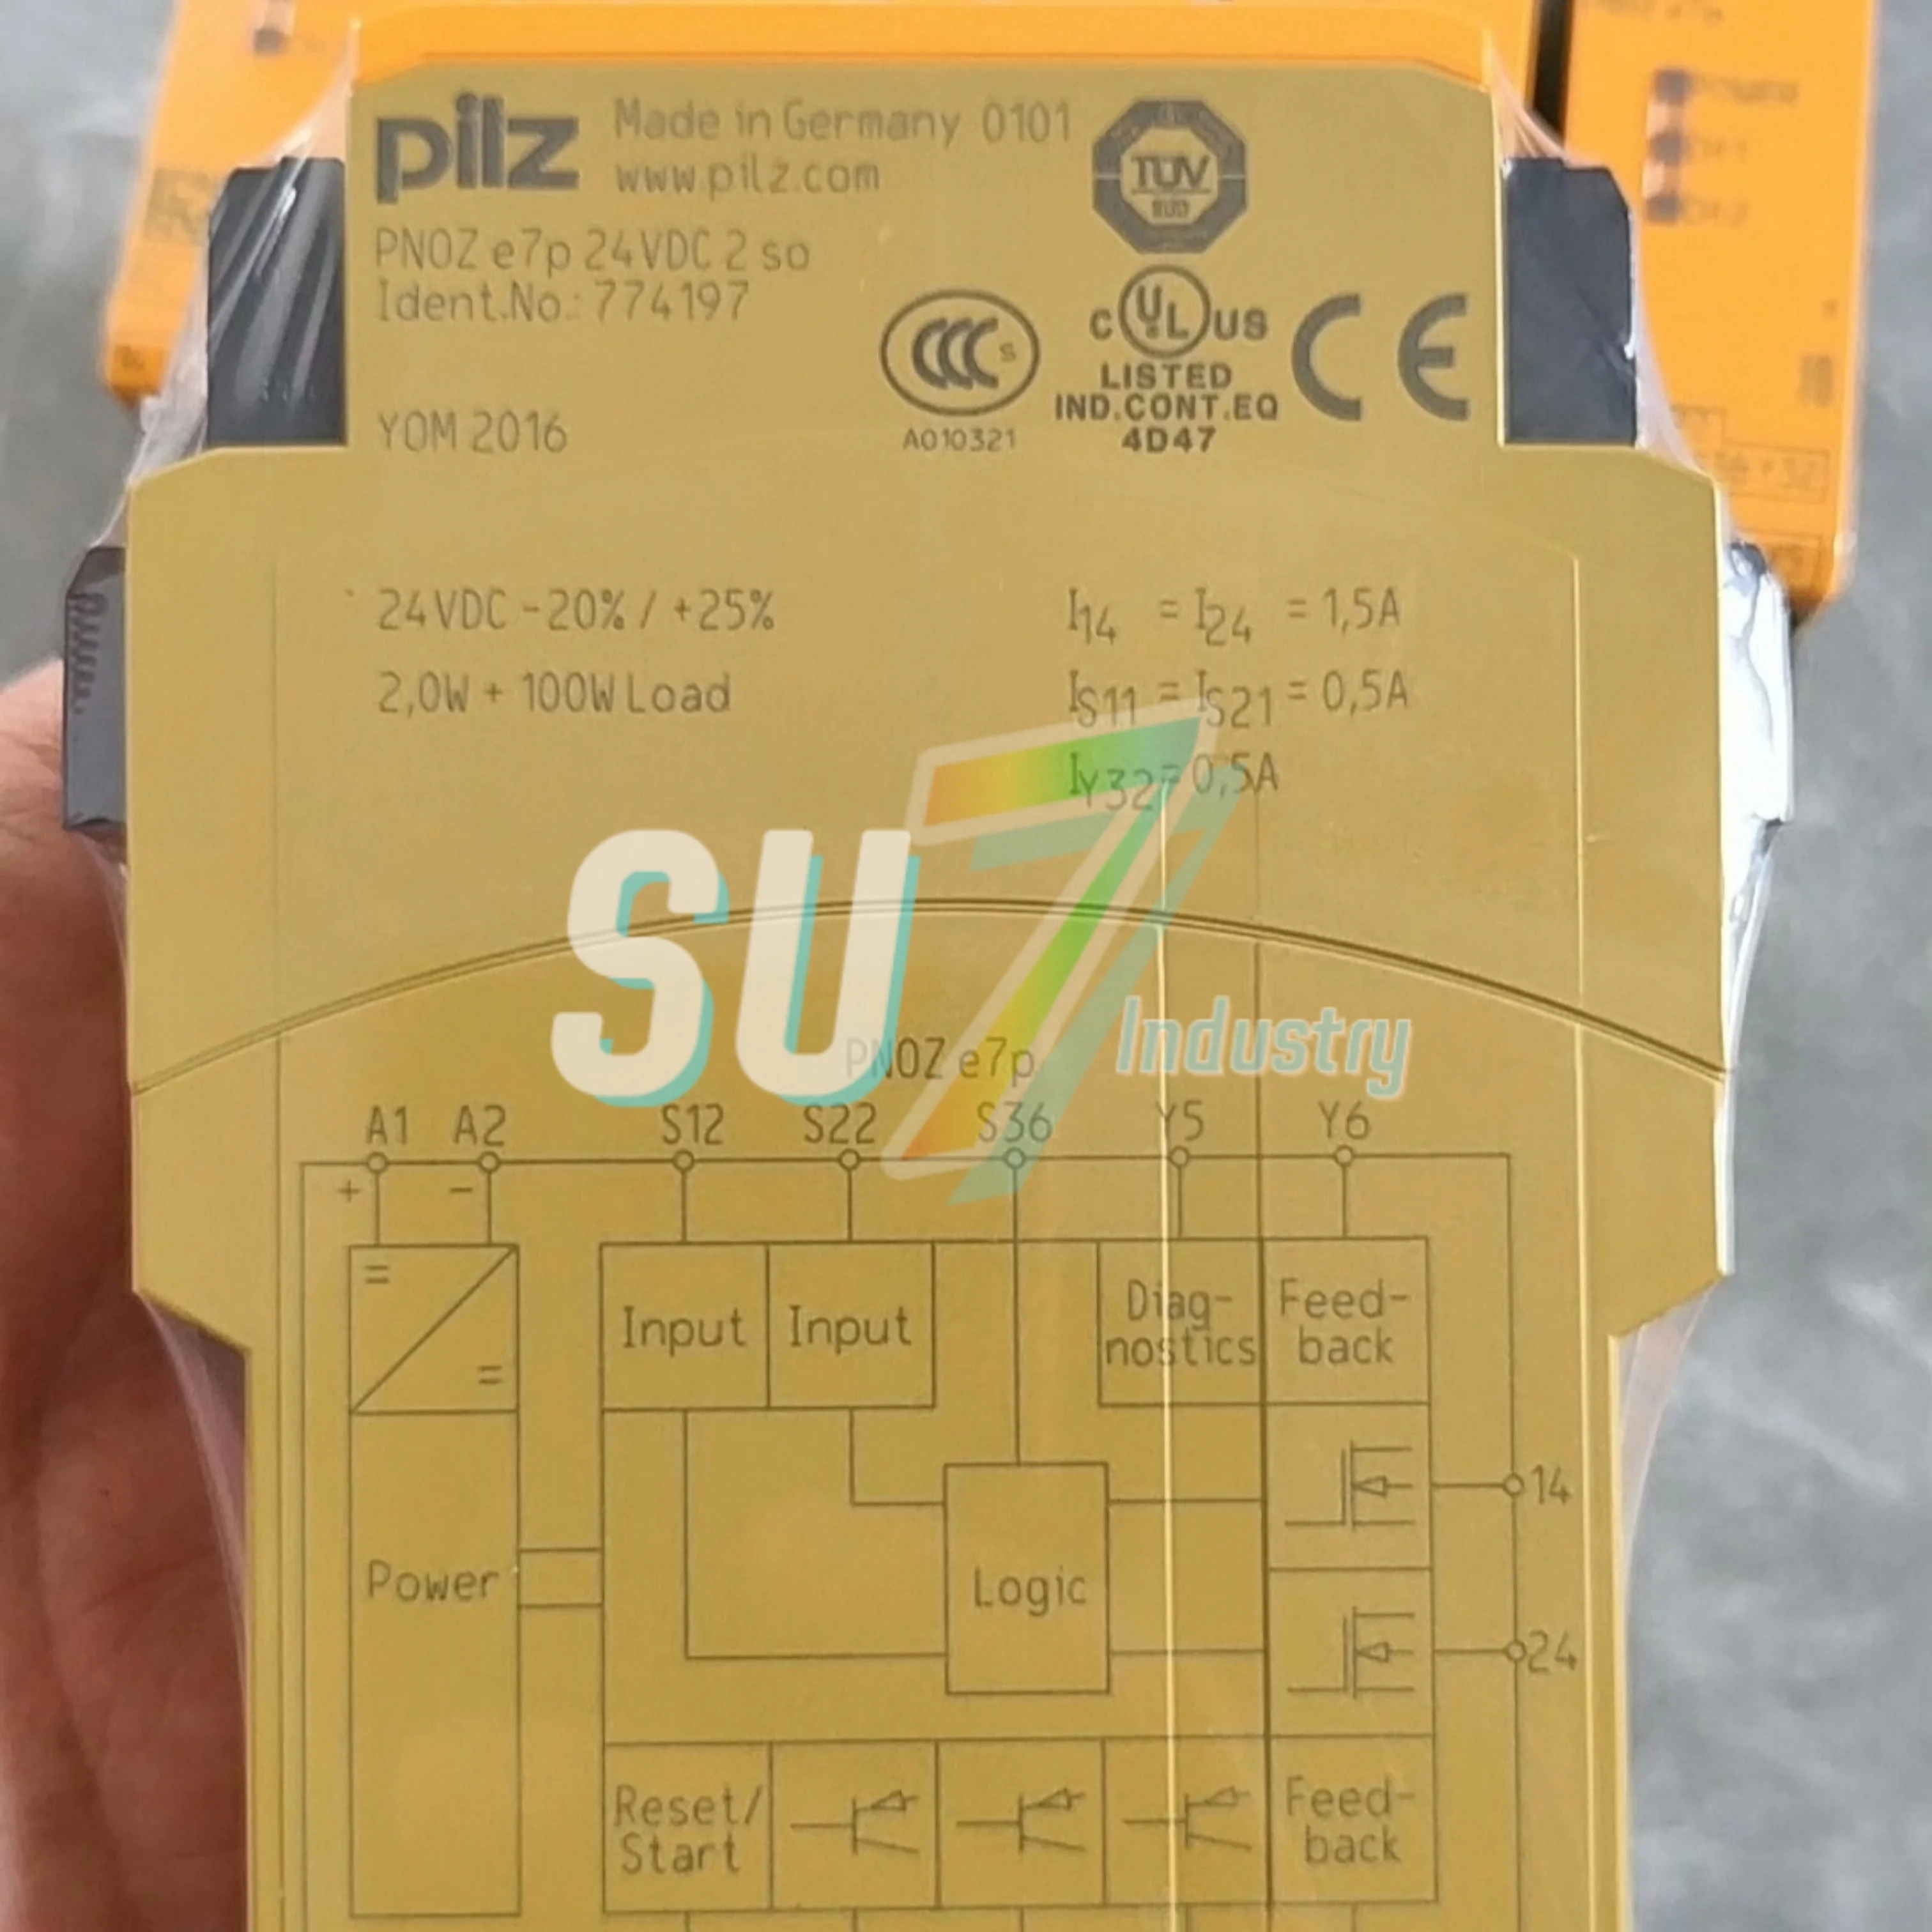 pilz Made in Germany 0101
www.pilz.com
TÜV
SÜD
PNOZ e7p 24VDC 2 so
Ident.No.: 774197
CCC S
A010321
C UL US
LISTED
IND.CONT.EQ
4D47
CE
YOM 2016
24VDC -20% / +25%
2,0W + 100W Load
I14 = I24 = 1,5A
IS11 = IS21 = 0,5A
IY32 = 0,5A
SU7 Industry
PNOZ e7p
A1 A2 S12 S22 S36 Y5 Y6
+ -
= =
Input Input
Diag-
nostics
Feed-
back
14
Power
Logic
24
Reset/
Start
Feed-
back